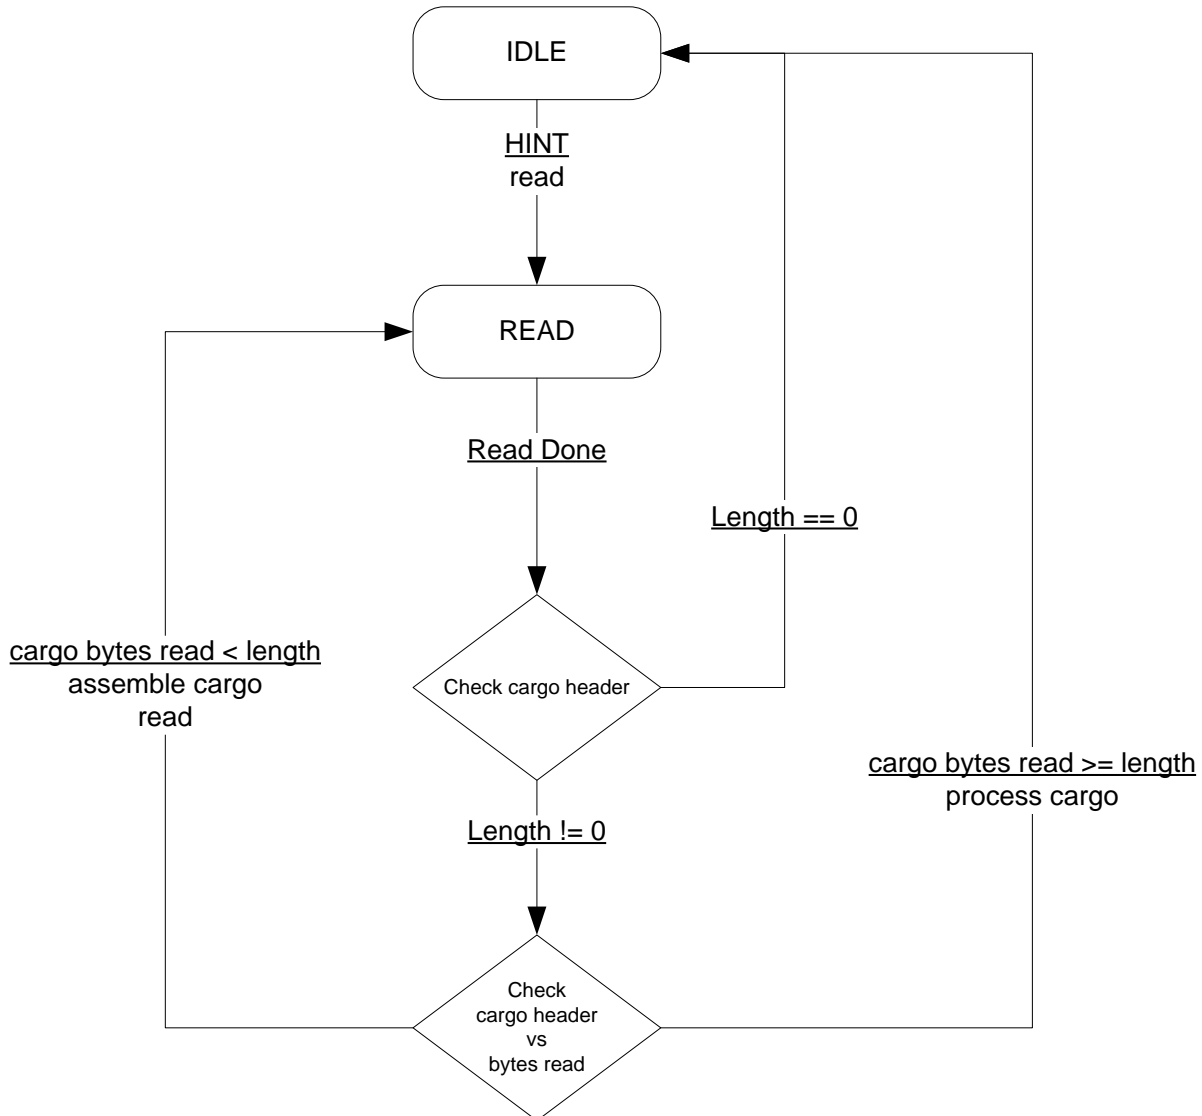 IDLE
HINT
read
READ
Read Done
Length == 0
cargo bytes read < length
assemble cargo
read
Check cargo header
cargo bytes read >= length
process cargo
Length != 0
Check
cargo header
vs
bytes read